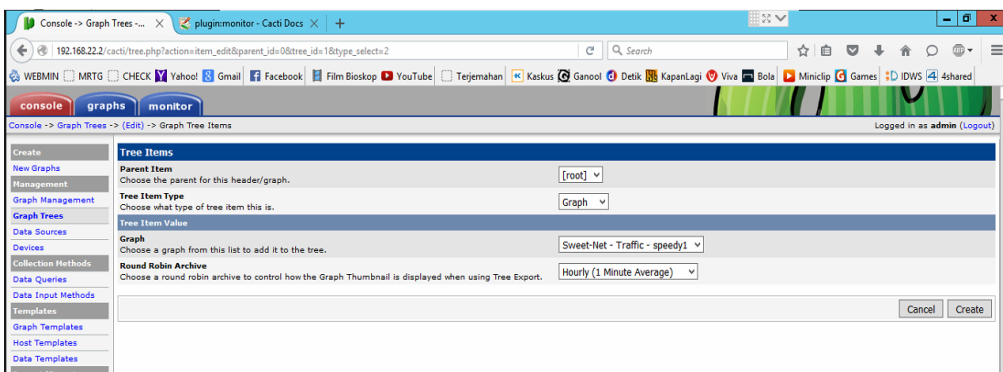 Console -> Graph Trees -...
plugin:monitor - Cacti Docs
192.168.22.2/cacti/tree.php?action=item_edit&parent_id=0&tree_id=1&type_select=2
Search
WEBMIN MRTG CHECK Yahoo! Gmail Facebook Film Bioskop YouTube Terjemahan Kaskus Ganool Detik KapanLagi Viva Bola Miniclip Games IDWS 4shared
console graphs monitor
Console -> Graph Trees -> (Edit) -> Graph Tree Items
Logged in as admin (Logout)
Create
New Graphs
Management
Graph Management
Graph Trees
Data Sources
Devices
Collection Methods
Data Queries
Data Input Methods
Templates
Graph Templates
Host Templates
Data Templates
Tree Items
Parent Item
Choose the parent for this header/graph.
[root]
Tree Item Type
Choose what type of tree item this is.
Graph
Tree Item Value
Graph
Choose a graph from this list to add it to the tree.
Sweet-Net - Traffic - speedy1
Round Robin Archive
Choose a round robin archive to control how the Graph Thumbnail is displayed when using Tree Export.
Hourly (1 Minute Average)
Cancel
Create